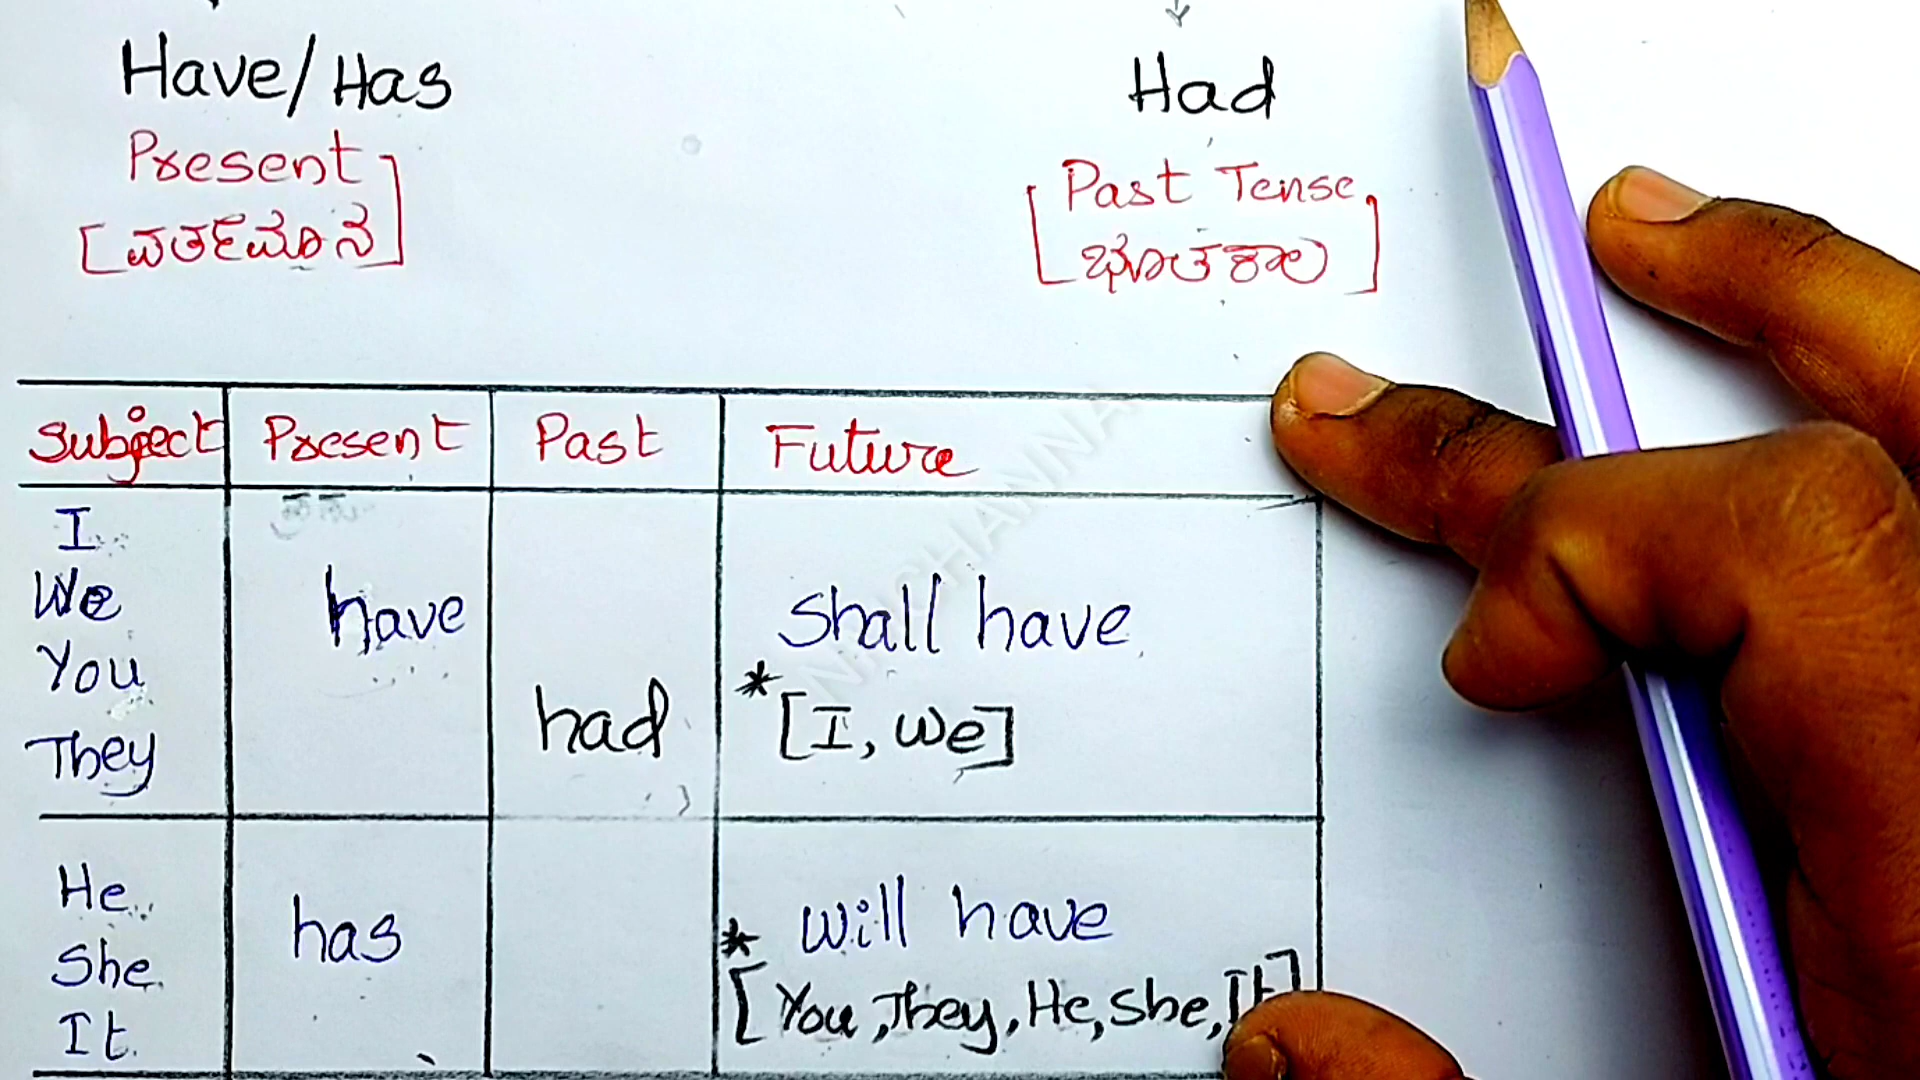 Have/Has
Present
[ವರ್ತಮಾನ]
Had
[Past Tense
ಭೂತಕಾಲ]
Subject Present Past Future
I
We
You
They
have
had
shall have
* [I, We]
He
She
It
has
* will have
[You, They, He, She, It]
CHANNA